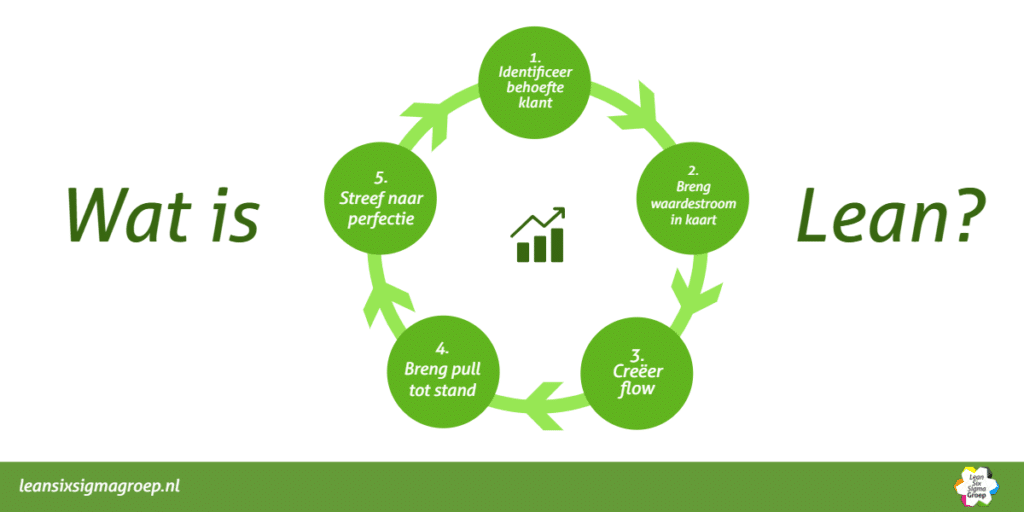 Wat is
Lean?
1.
Identificeer
behoefte
klant
2.
Breng
waardestroom
in kaart
3.
Creëer
flow
4.
Breng pull
tot stand
5.
Streef naar
perfectie
leansixsigmagroep.nl
Lean
Six
Sigma
Groep